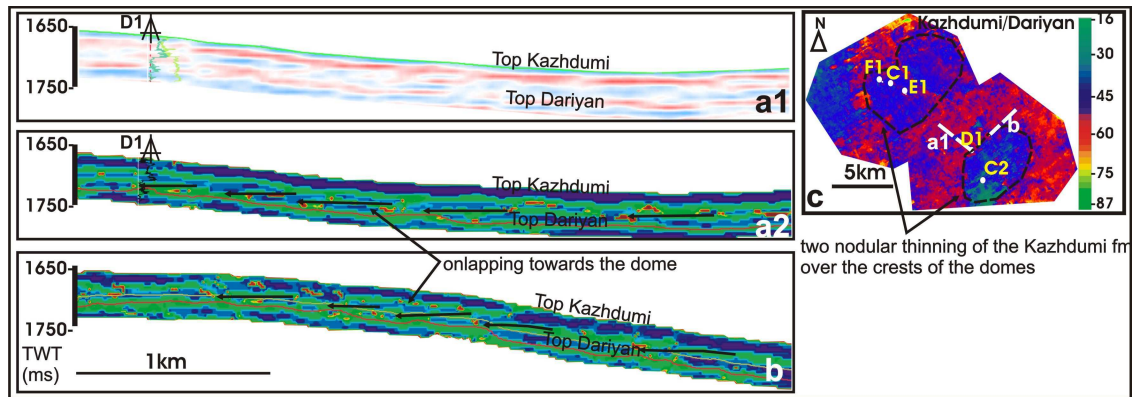 1650
D1
Top Kazhdumi
1750
Top Dariyan
a1
1650
D1
Top Kazhdumi
1750
Top Dariyan
a2
onlapping towards the dome
1650
Top Kazhdumi
1750
Top Dariyan
TWT
(ms)
1km
b
N
Kazhdumi/Dariyan
16
F1
C1
E1
30
45
a1
D1
b
60
C2
75
5km
87
c
two nodular thinning of the Kazhdumi fm
over the crests of the domes